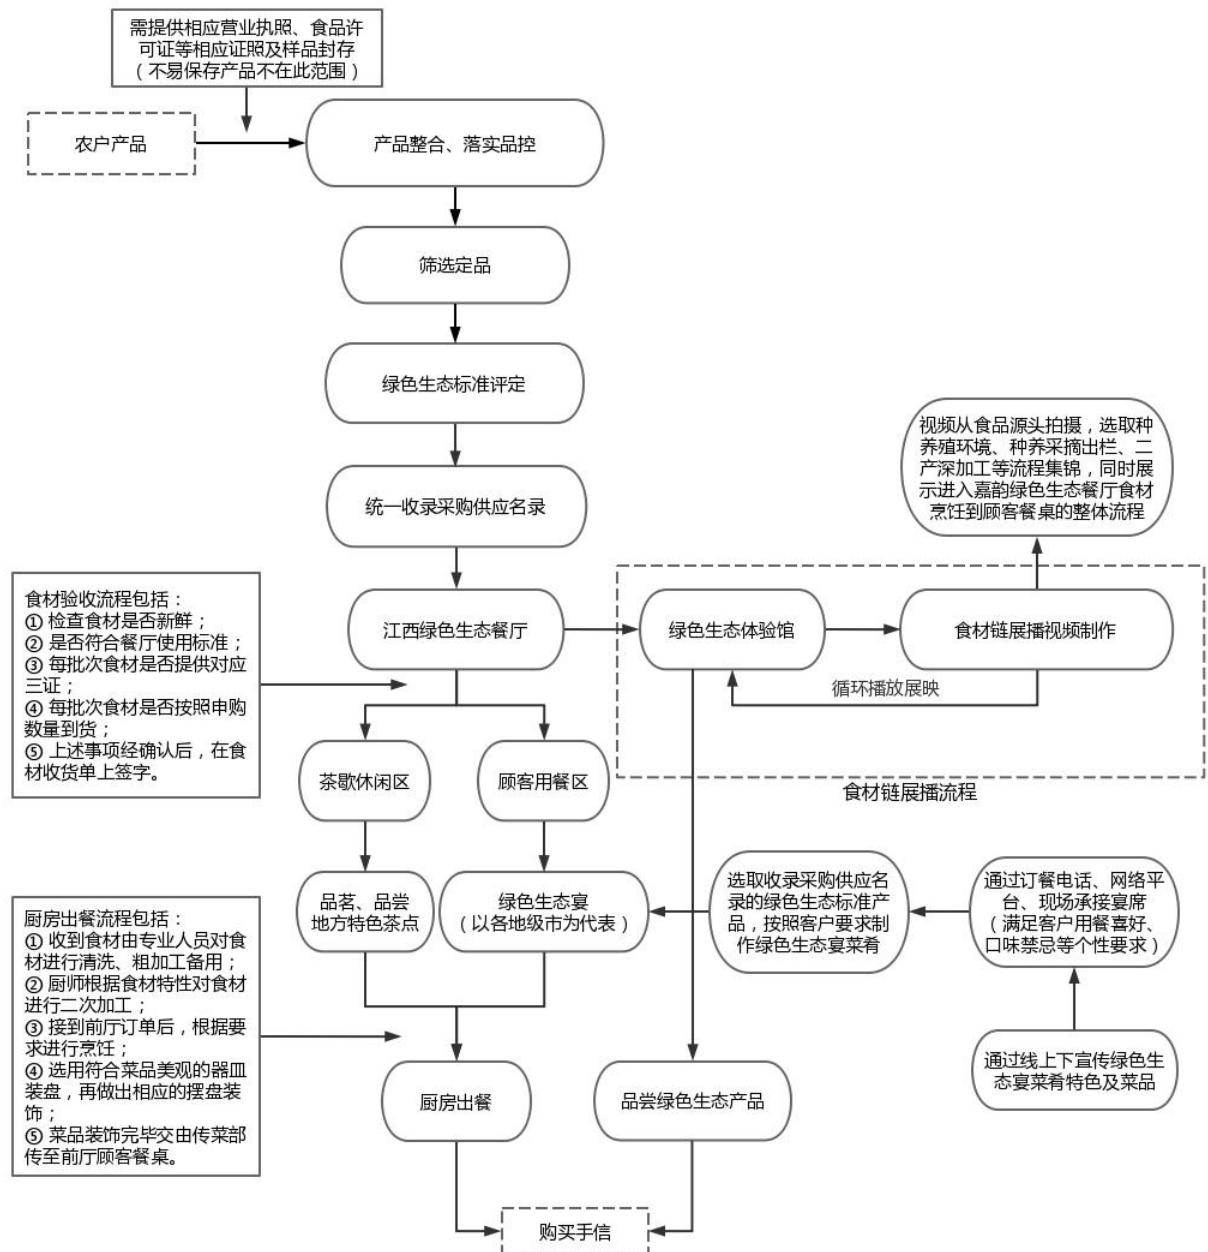 需提供相应营业执照、食品许
可证等相应证照及样品封存
（不易保存产品不在此范围）
农户产品
产品整合、落实品控
筛选定品
绿色生态标准评定
统一收录采购供应名录
视频从食品源头拍摄，选取种
养殖环境、种养采摘出栏、二
产深加工等流程集锦，同时展
示进入嘉韵绿色生态餐厅食材
烹饪到顾客餐桌的整体流程
食材验收流程包括：
① 检查食材是否新鲜；
② 是否符合餐厅使用标准；
③ 每批次食材是否提供对应
三证；
④ 每批次食材是否按照申购
数量到货；
⑤ 上述事项经确认后，在食
材收货单上签字。
江西绿色生态餐厅
绿色生态体验馆
食材链展播视频制作
循环播放展映
食材链展播流程
茶歇休闲区
顾客用餐区
品茗、品尝
地方特色茶点
绿色生态宴
（以各地级市为代表）
选取收录采购供应名
录的绿色生态标准产
品，按照客户要求制
作绿色生态宴菜肴
通过订餐电话、网络平
台、现场承接宴席
（满足客户用餐喜好、
口味禁忌等个性要求）
通过线上下宣传绿色生
态宴菜肴特色及菜品
厨房出餐流程包括：
① 收到食材由专业人员对食
材进行清洗、粗加工备用；
② 厨师根据食材特性对食材
进行二次加工；
③ 接到前厅订单后，根据要
求进行烹饪；
④ 选用符合菜品美观的器皿
装盘，再做出相应的摆盘装
饰；
⑤ 菜品装饰完毕交由传菜部
传至前厅顾客餐桌。
厨房出餐
品尝绿色生态产品
购买手信